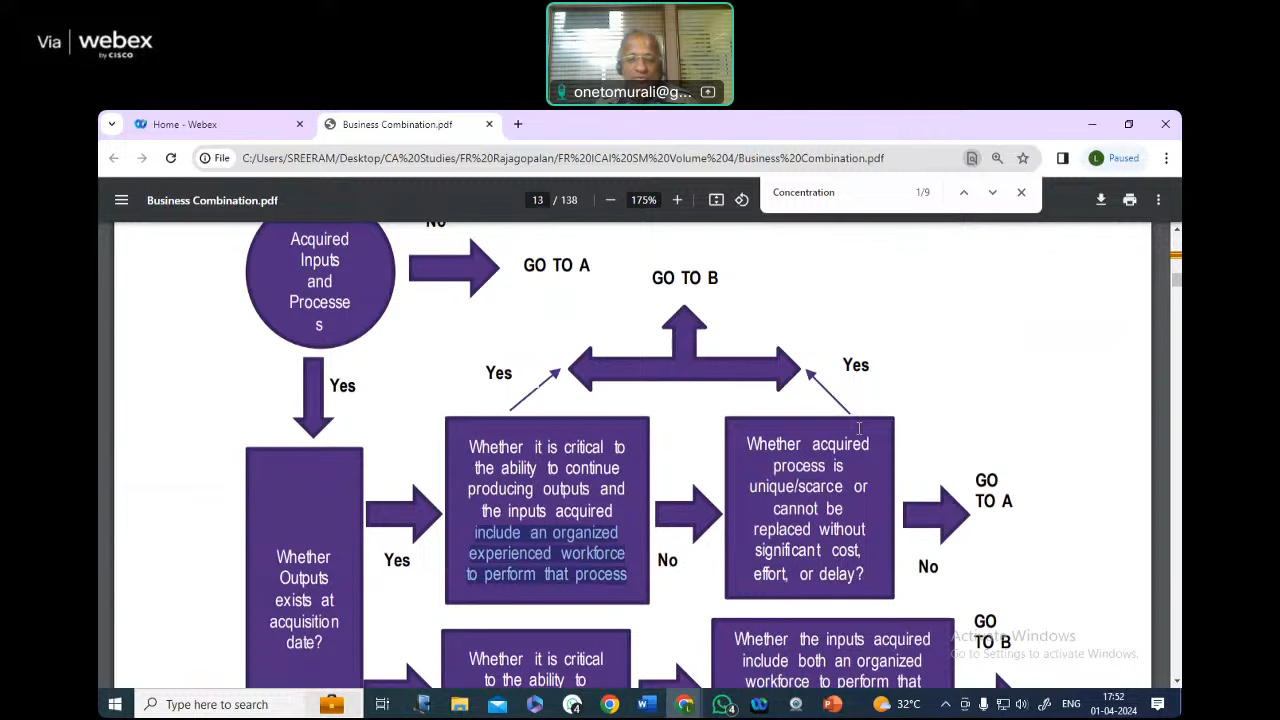 Via webex
by CISCO
onetomurali@g...
Home - Webex
Business Combination.pdf
File
C:/Users/SREERAM/Desktop/CA%20Studies/FR%20Rajagopalan/FR%20ICAI%20SM%20Volume%204/Business%20Combination.pdf
L Paused
Business Combination.pdf
13 / 138
175%
Concentration
1/9
No
Acquired
Inputs
and
Processe
s
GO TO A
GO TO B
Yes
Yes
Yes
Whether Outputs
exists at
acquisition
date?
Yes
Whether it is critical to
the ability to continue
producing outputs and
the inputs acquired
include an organized
experienced workforce
to perform that process
No
Whether acquired
process is
unique/scarce or
cannot be
replaced without
significant cost,
effort, or delay?
GO
TO A
No
Whether it is critical
to the ability to
Whether the inputs acquired
include both an organized
workforce to perform that
GO
TO B
Activate Windows
Go to Settings to activate Windows.
Type here to search
4
4
32°C
ENG
17:52
01-04-2024